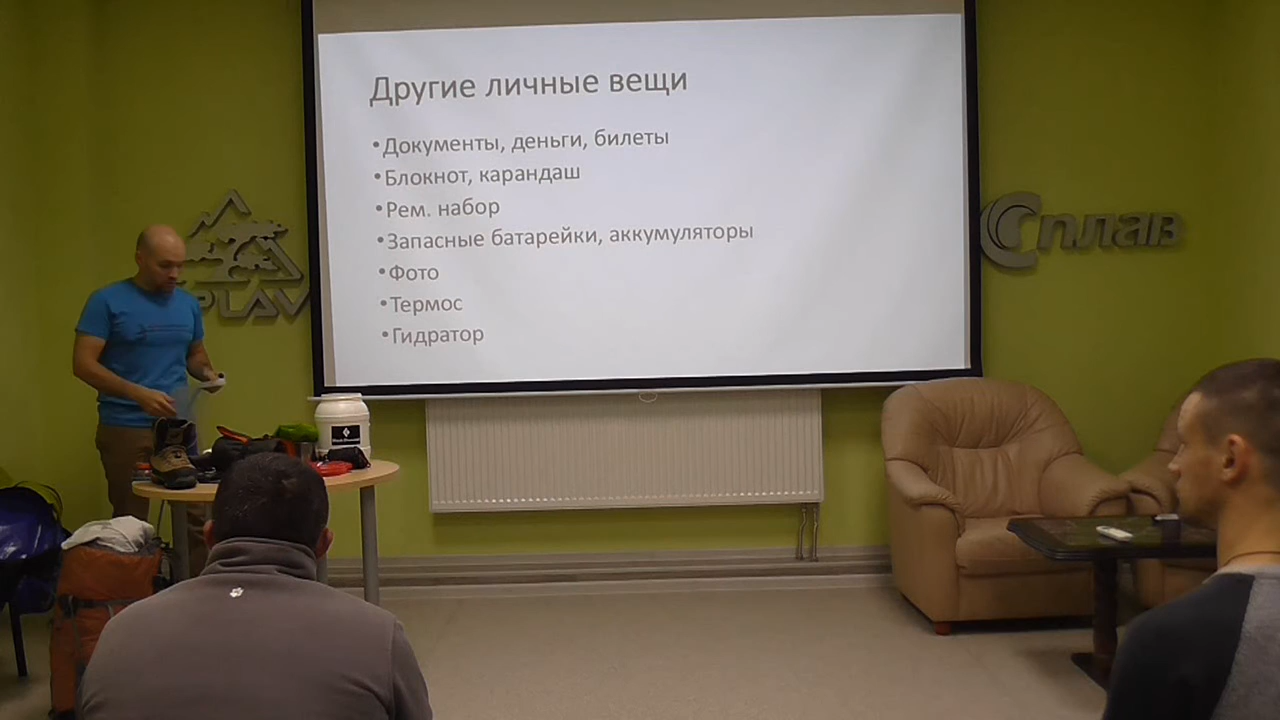 Другие личные вещи
•Документы, деньги, билеты
•Блокнот, карандаш
•Рем. набор
•Запасные батарейки, аккумуляторы
•Фото
•Термос
•Гидратор
SPLAV
Сплав